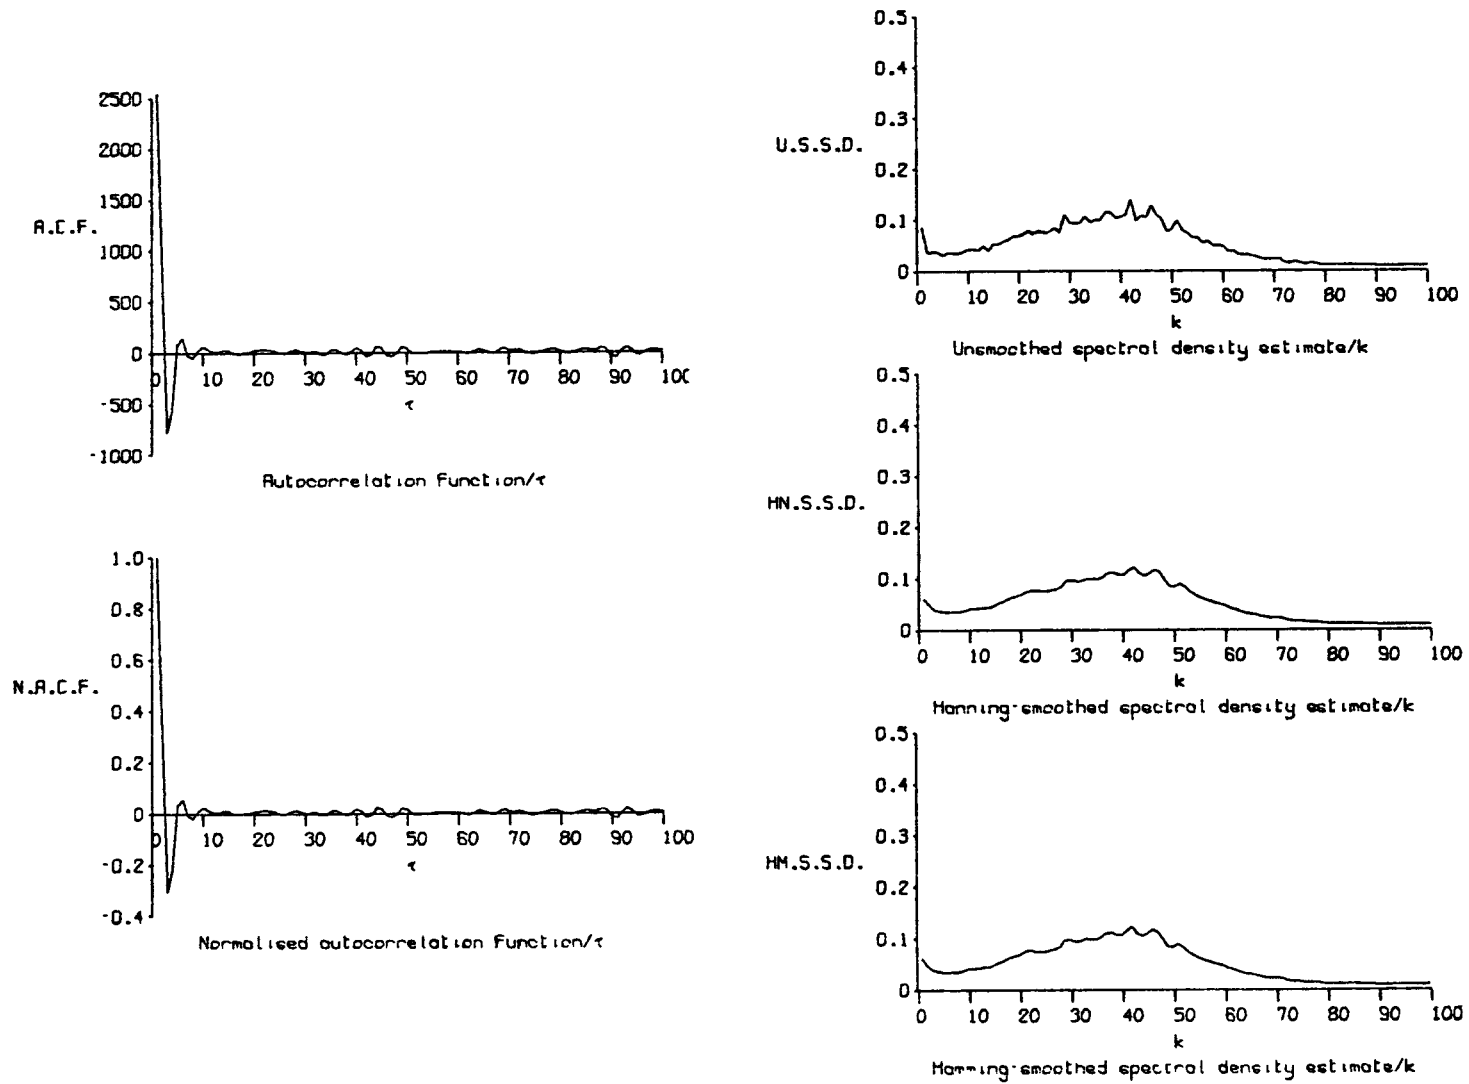 2500
2000
1500
A.C.F.
1000
500
0
0 10 20 30 40 50 60 70 80 90 100
-500
τ
-1000
Autocorrelation Function/τ
1.0
0.8
0.6
N.A.C.F.
0.4
0.2
0
0 10 20 30 40 50 60 70 80 90 100
-0.2
τ
-0.4
Normalised autocorrelation Function/τ
0.5
0.4
0.3
U.S.S.D.
0.2
0.1
0
0 10 20 30 40 50 60 70 80 90 100
k
Unsmoothed spectral density estimate/k
0.5
0.4
0.3
HN.S.S.D.
0.2
0.1
0
0 10 20 30 40 50 60 70 80 90 100
k
Hanning-smoothed spectral density estimate/k
0.5
0.4
0.3
HM.S.S.D.
0.2
0.1
0
0 10 20 30 40 50 60 70 80 90 100
k
Hamming-smoothed spectral density estimate/k